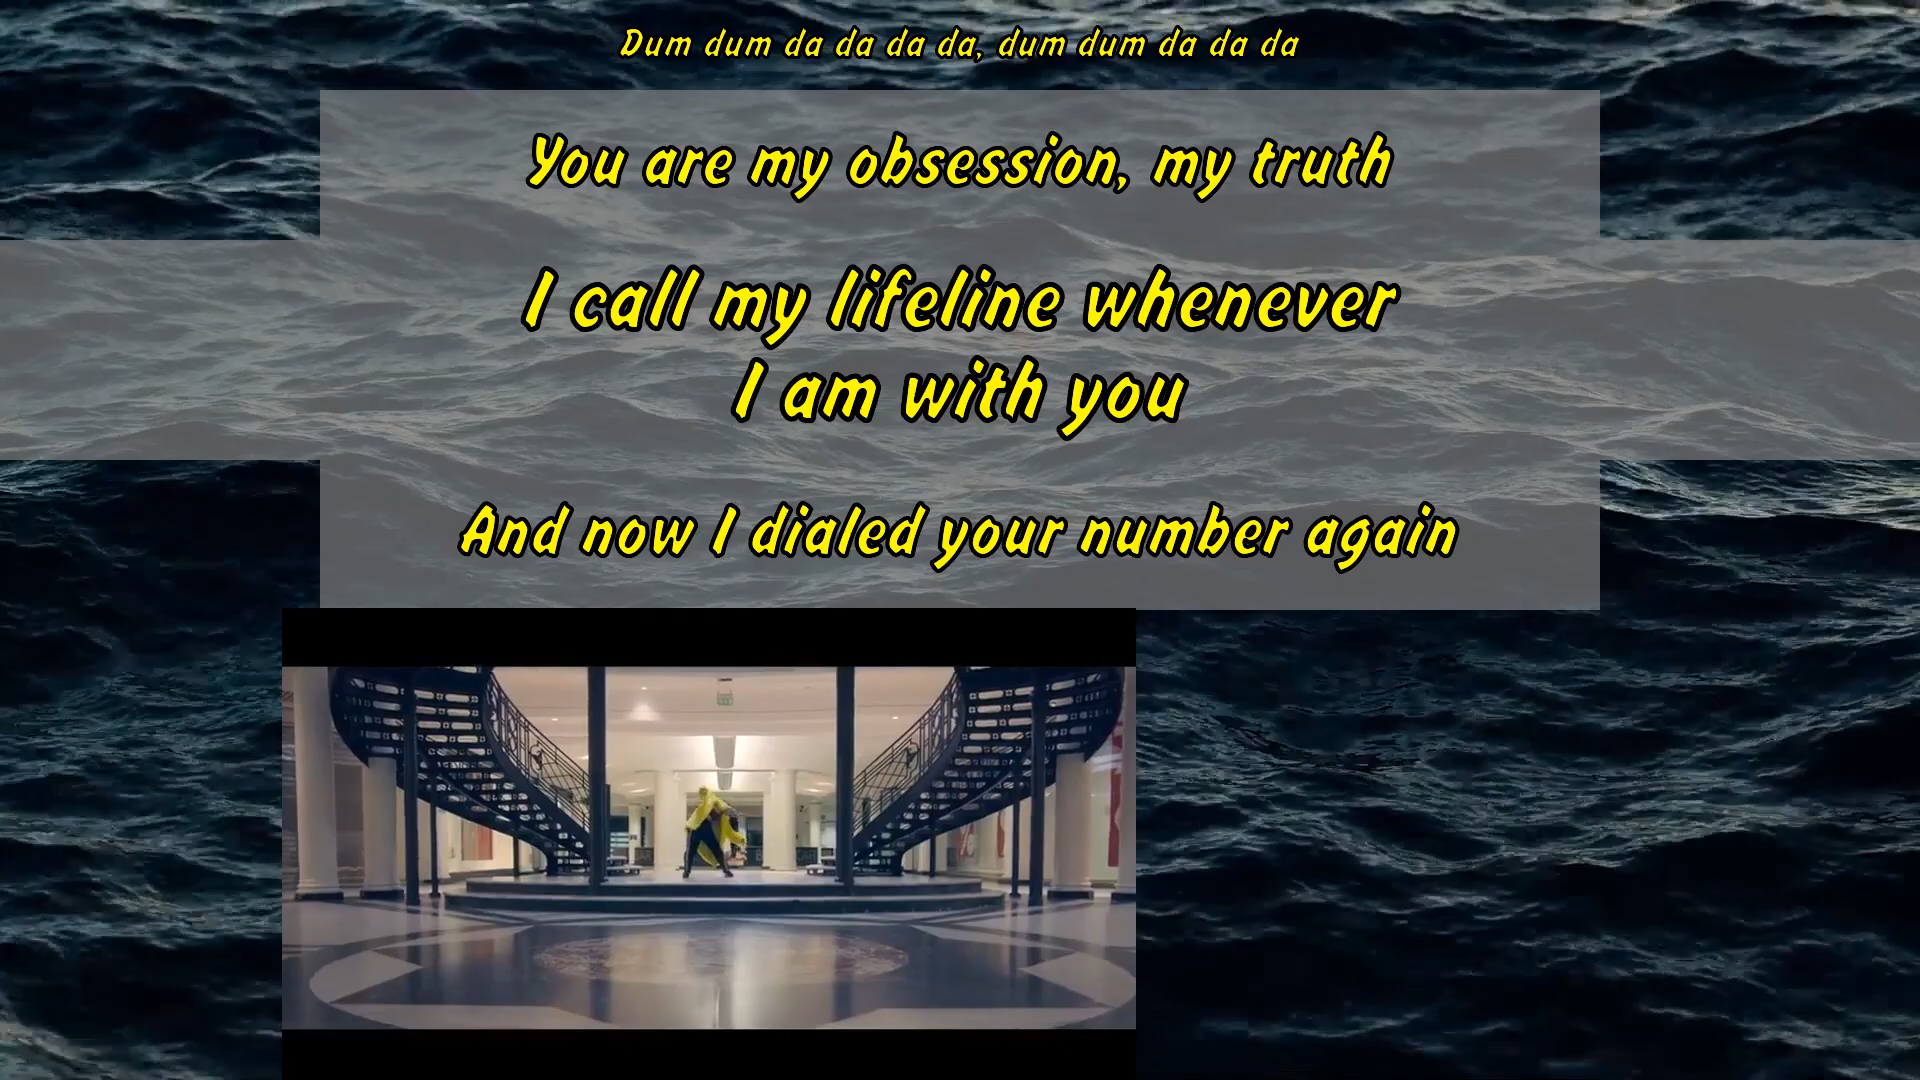 Dum dum da da da da, dum dum da da da
You are my obsession, my truth
I call my lifeline whenever
I am with you
And now I dialed your number again